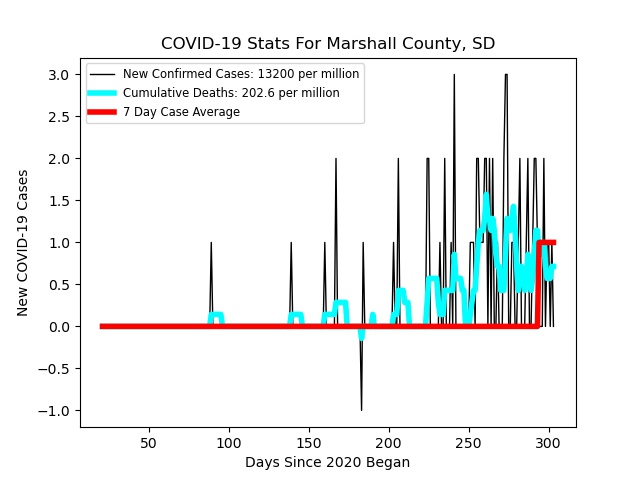 COVID-19 Stats For Marshall County, SD
New Confirmed Cases: 13200 per million
Cumulative Deaths: 202.6 per million
7 Day Case Average
3.0
2.5
2.0
1.5
1.0
0.5
0.0
−0.5
−1.0
New COVID-19 Cases
50 100 150 200 250 300
Days Since 2020 Began